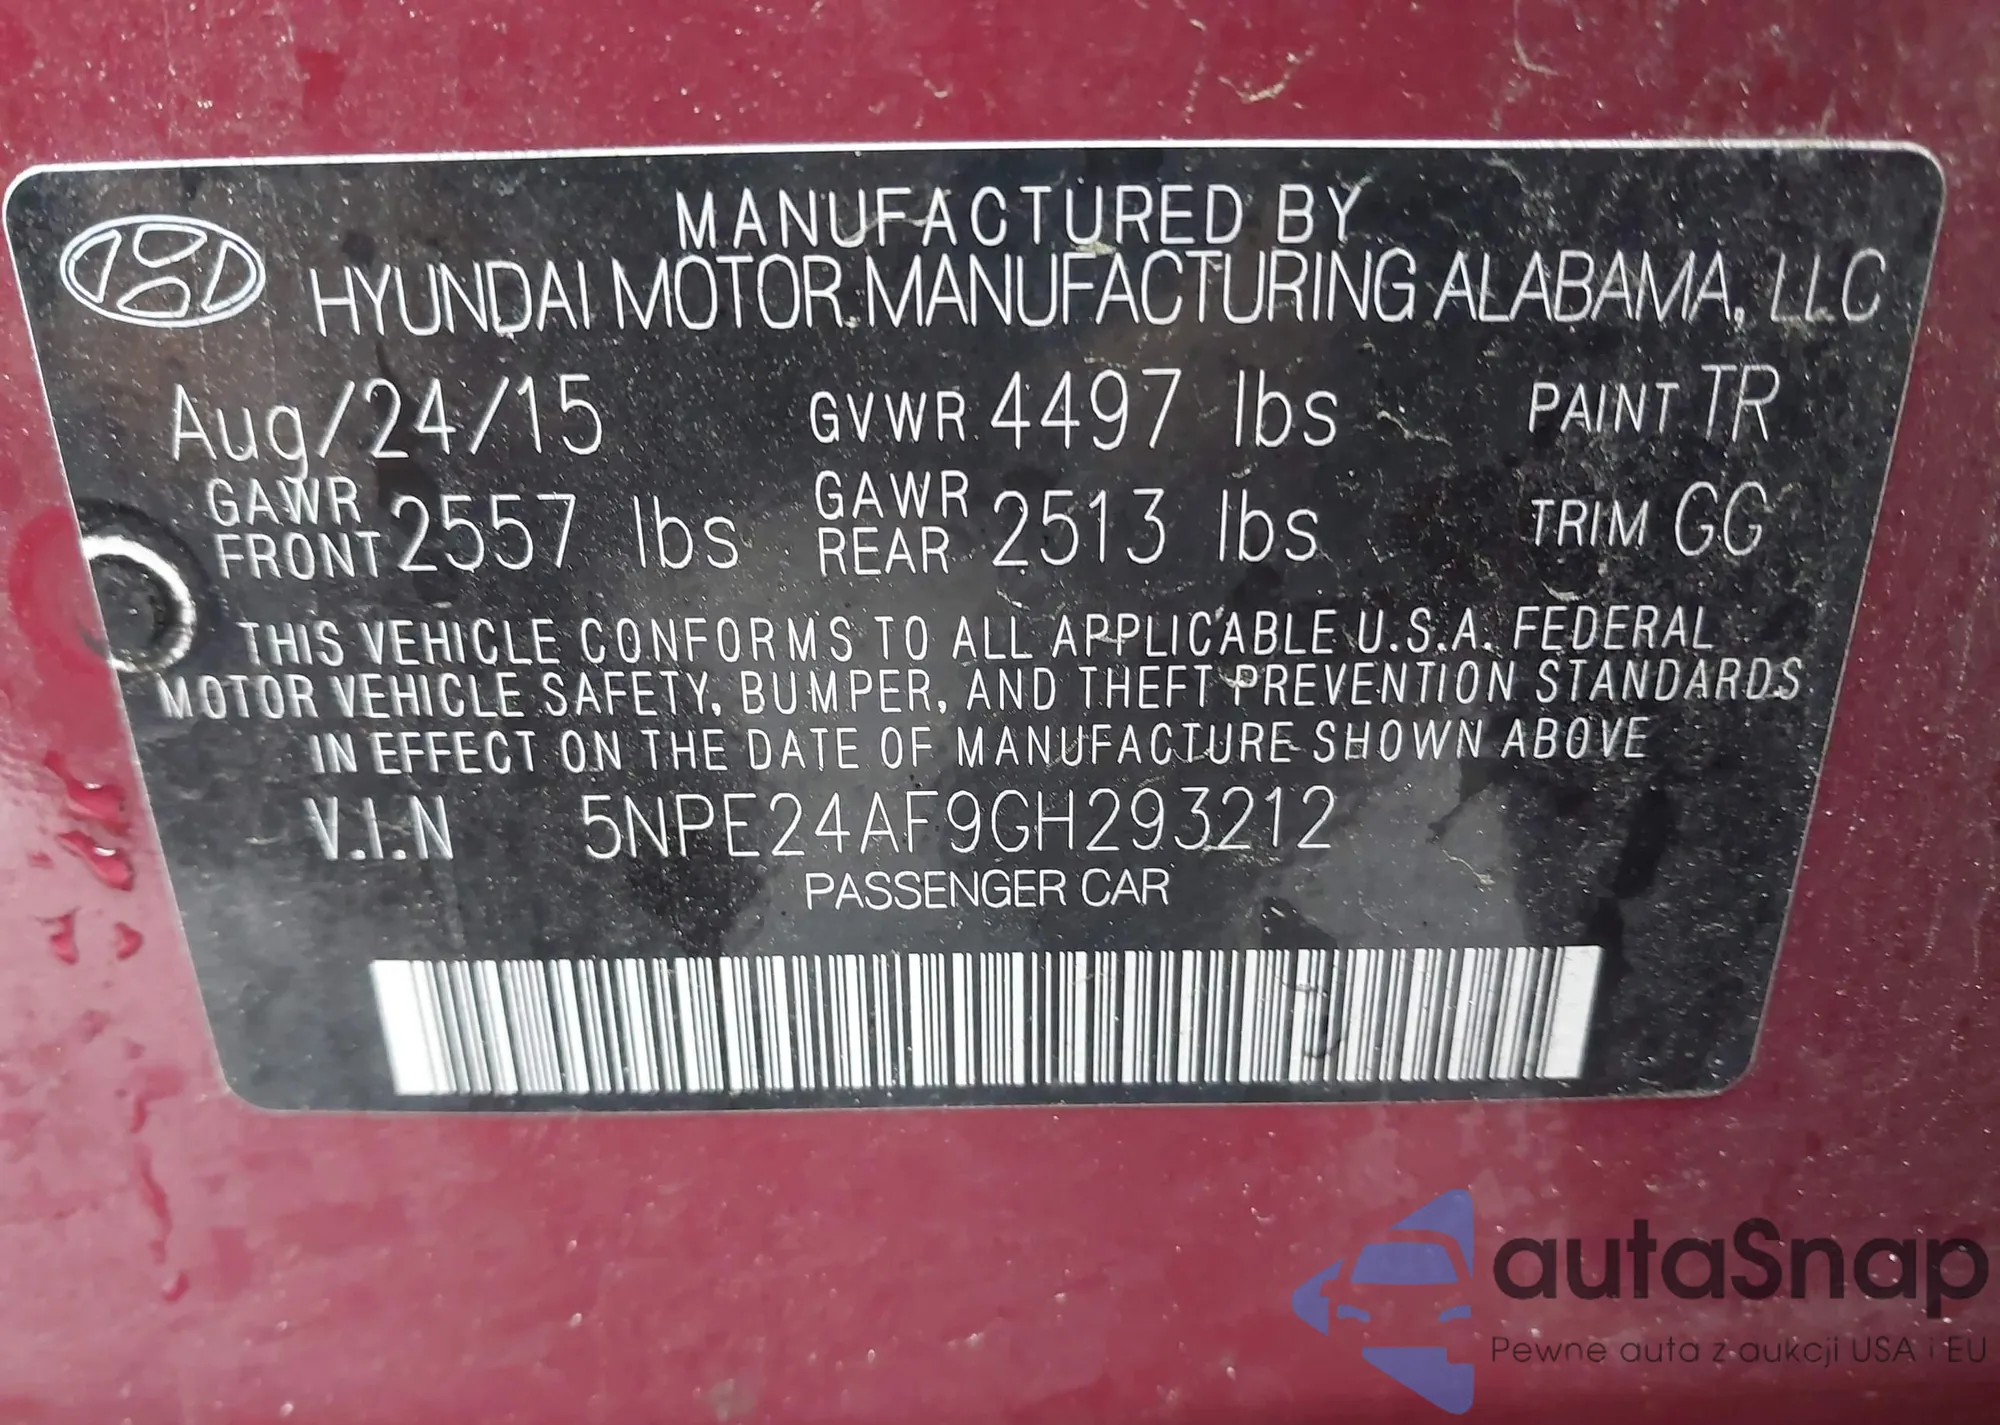 MANUFACTURED BY
HYUNDAI MOTOR MANUFACTURING ALABAMA, LLC
Aug/24/15 GVWR 4497 lbs PAINT TR
GAWR FRONT 2557 lbs GAWR REAR 2513 lbs TRIM GG
THIS VEHICLE CONFORMS TO ALL APPLICABLE U.S.A. FEDERAL
MOTOR VEHICLE SAFETY, BUMPER, AND THEFT PREVENTION STANDARDS
IN EFFECT ON THE DATE OF MANUFACTURE SHOWN ABOVE
V.I.N 5NPE24AF9GH293212
PASSENGER CAR
autaSnap
Pewne auta z aukcji USA i EU